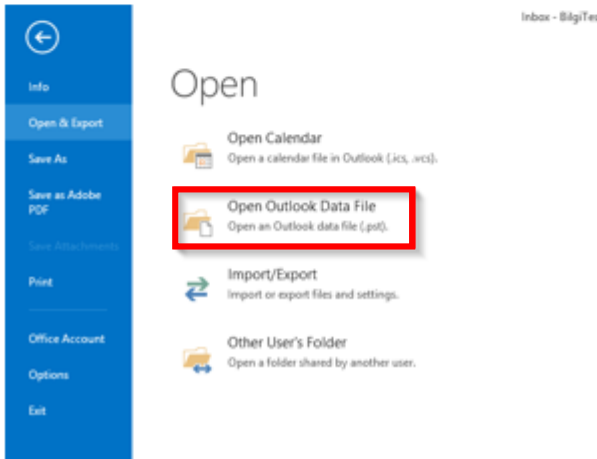 Inbox - BilgiTes
Info
Open & Export
Save As
Save as Adobe
PDF
Save Attachments
Print
Office Account
Options
Exit
Open
Open Calendar
Open a calendar file in Outlook (.ics, .vcs).
Open Outlook Data File
Open an Outlook data file (.pst).
Import/Export
Import or export files and settings.
Other User's Folder
Open a folder shared by another user.